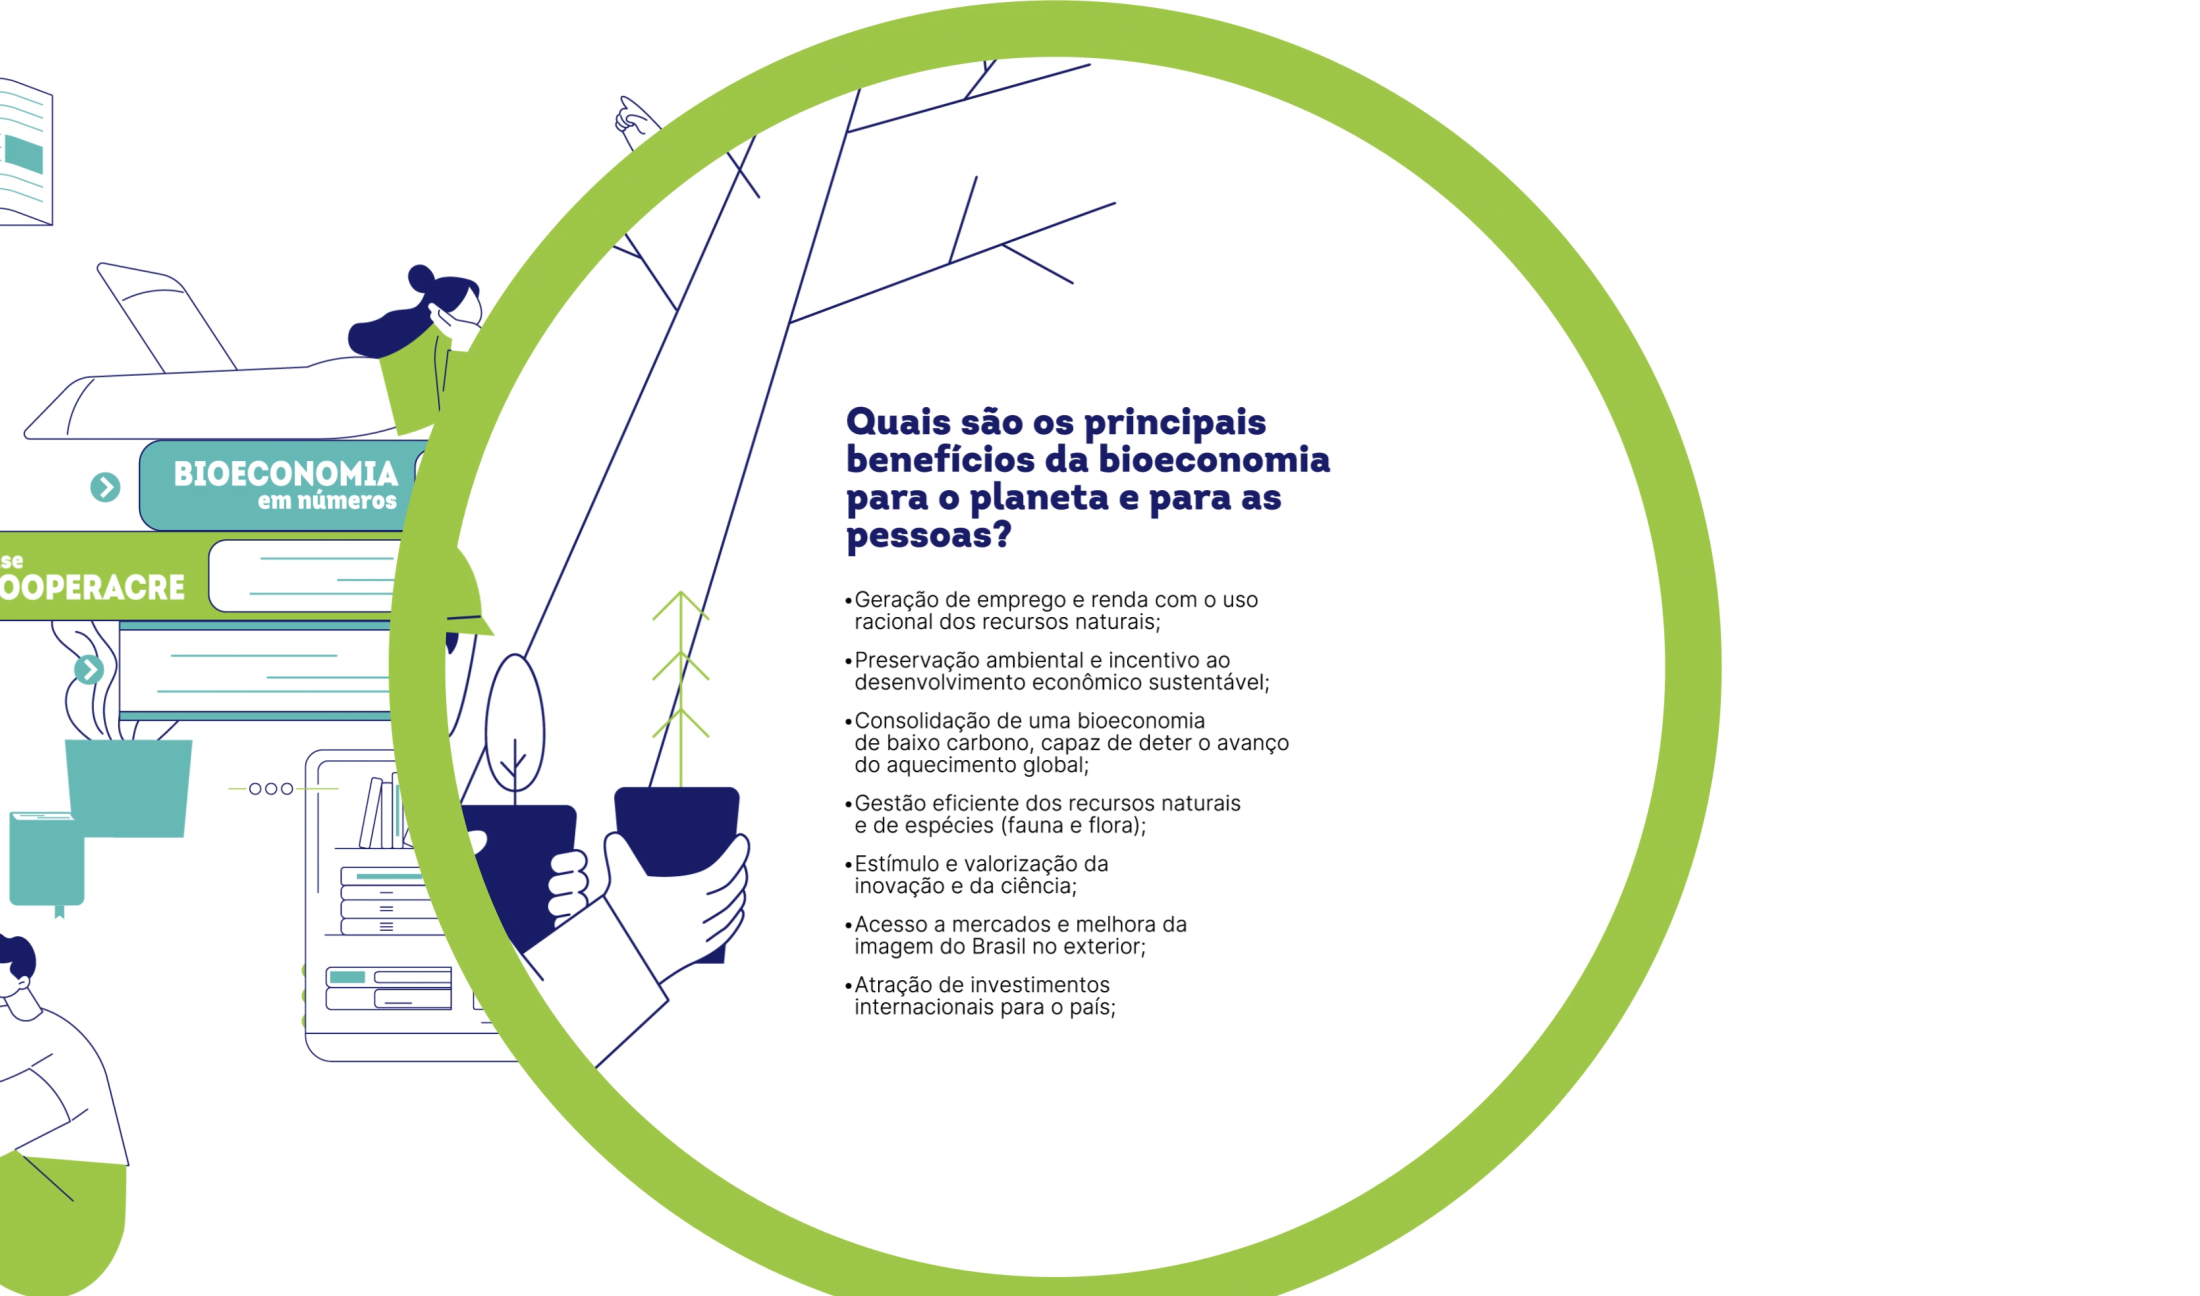 BIOECONOMIA
em números
se
OOPERACRE
Quais são os principais
benefícios da bioeconomia
para o planeta e para as
pessoas?
•Geração de emprego e renda com o uso
racional dos recursos naturais;
•Preservação ambiental e incentivo ao
desenvolvimento econômico sustentável;
•Consolidação de uma bioeconomia
de baixo carbono, capaz de deter o avanço
do aquecimento global;
•Gestão eficiente dos recursos naturais
e de espécies (fauna e flora);
•Estímulo e valorização da
inovação e da ciência;
•Acesso a mercados e melhora da
imagem do Brasil no exterior;
•Atração de investimentos
internacionais para o país;